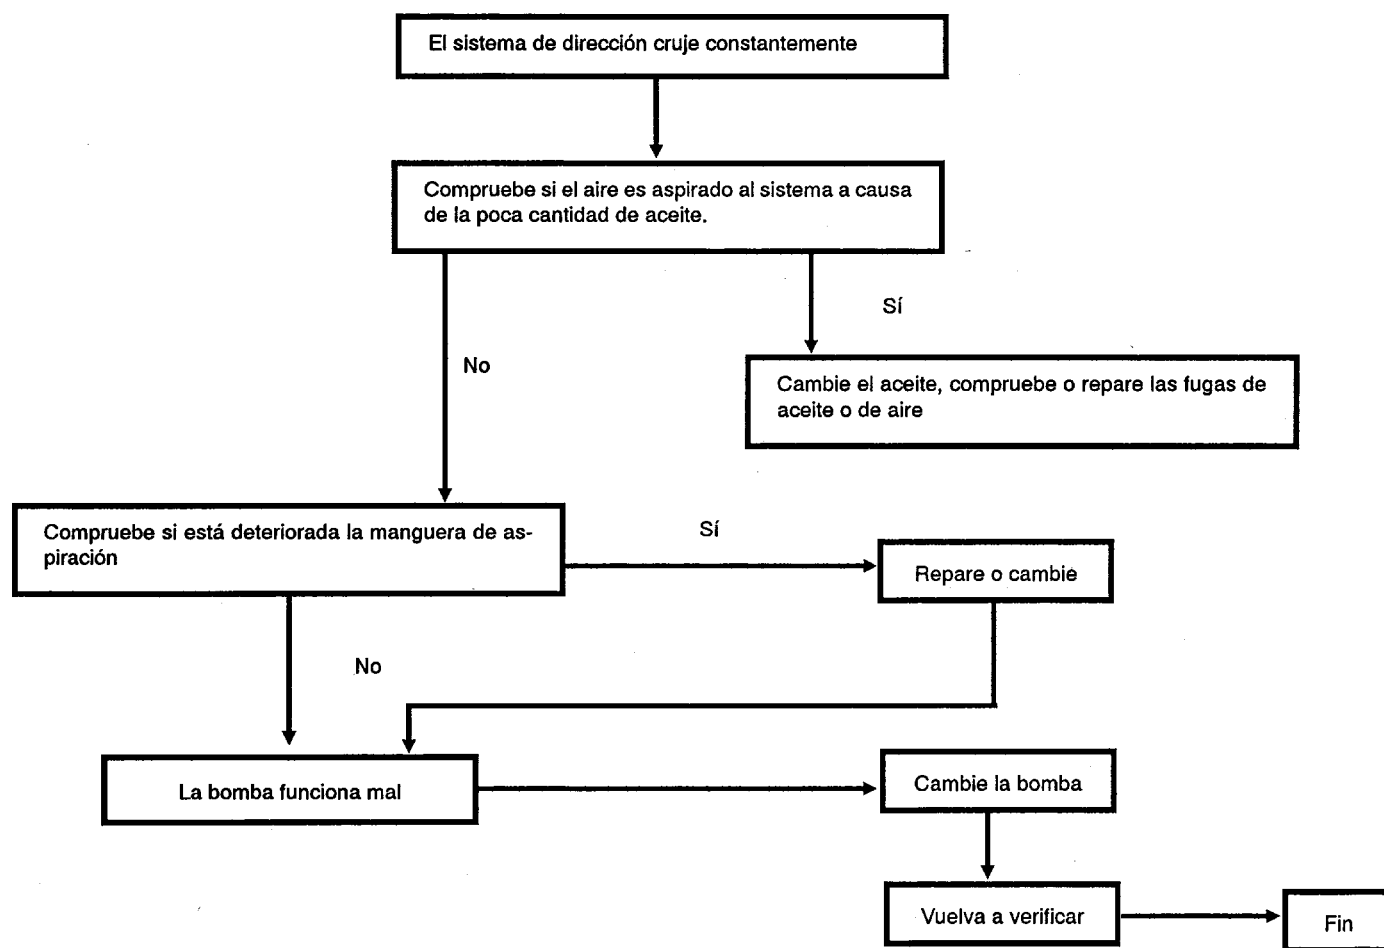 El sistema de dirección cruje constantemente
Compruebe si el aire es aspirado al sistema a causa
de la poca cantidad de aceite.
Sí
No
Cambie el aceite, compruebe o repare las fugas de
aceite o de aire
Compruebe si está deteriorada la manguera de as-
piración
Sí
Repare o cambie
No
La bomba funciona mal
Cambie la bomba
Vuelva a verificar
Fin